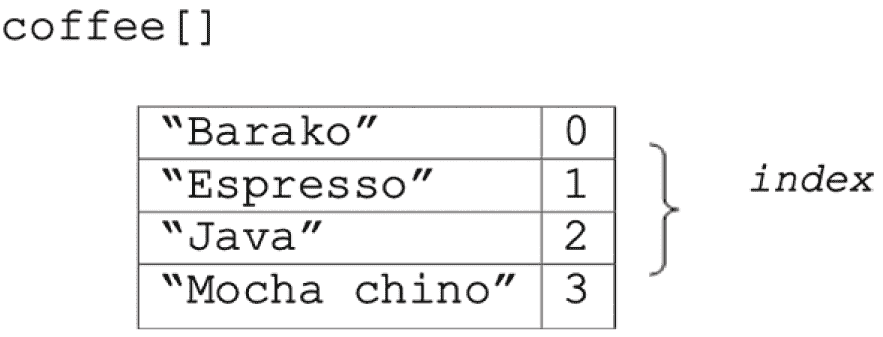 coffee[]
“Barako” 0
“Espresso” 1
“Java” 2
“Mocha chino” 3
index